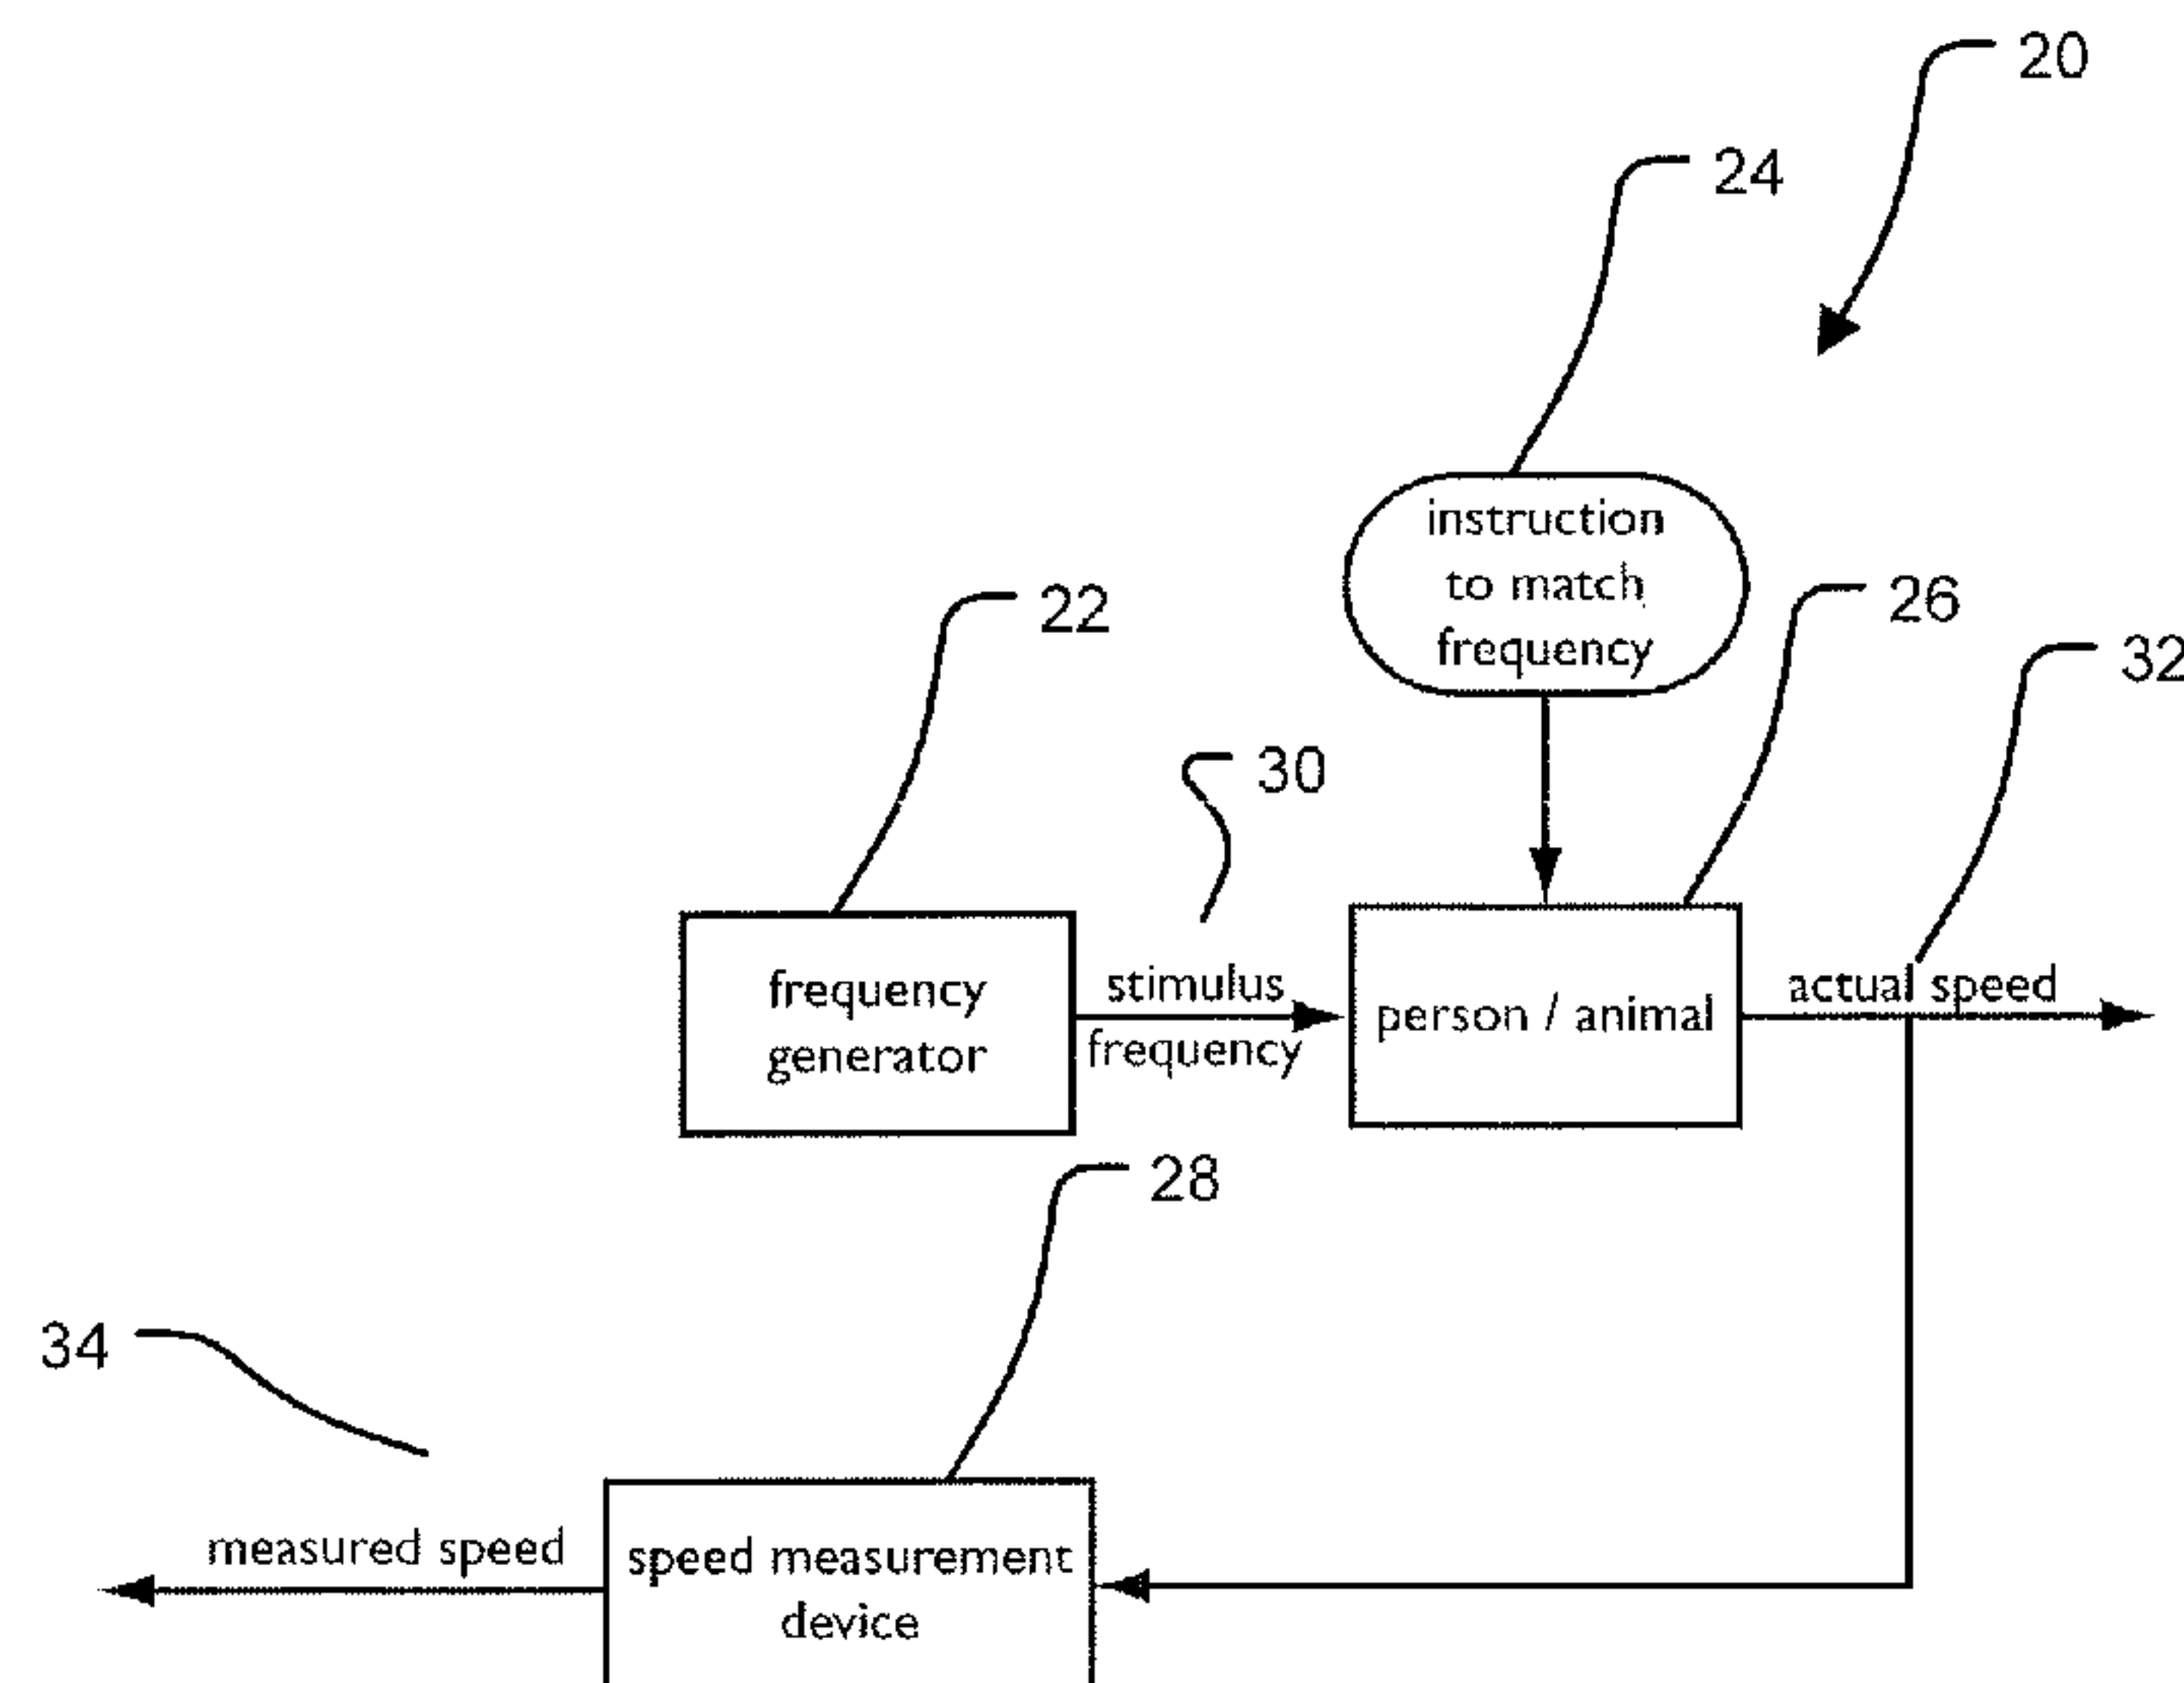 20
24
instruction
to match
frequency
22
26
32
30
frequency
generator
stimulus
frequency
person / animal
actual speed
28
34
measured speed
speed measurement
device